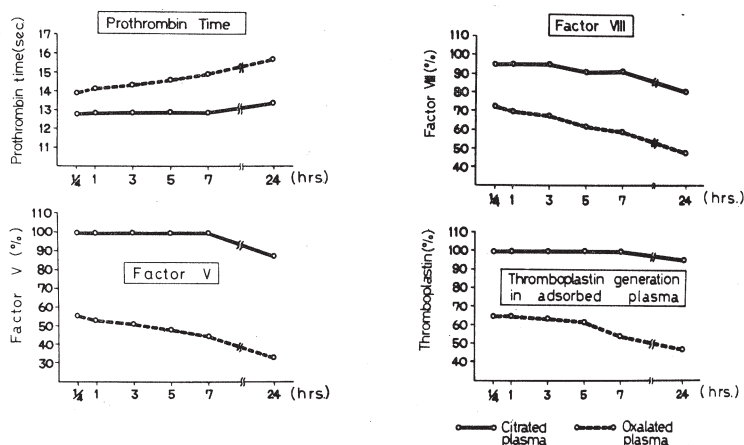 Prothrombin Time
Prothrombin time(sec.)
17
16
15
14
13
12
11
¼ 1 3 5 7 24 (hrs.)
Factor VIII
Factor VIII (%)
110
100
90
80
70
60
50
40
¼ 1 3 5 7 24 (hrs.)
Factor V
Factor V (%)
110
100
90
80
70
60
50
40
30
¼ 1 3 5 7 24 (hrs.)
Thromboplastin generation
in adsorbed plasma
Thromboplastin(%)
110
100
90
80
70
60
50
40
¼ 1 3 5 7 24 (hrs.)
Citrated
plasma
Oxalated
plasma